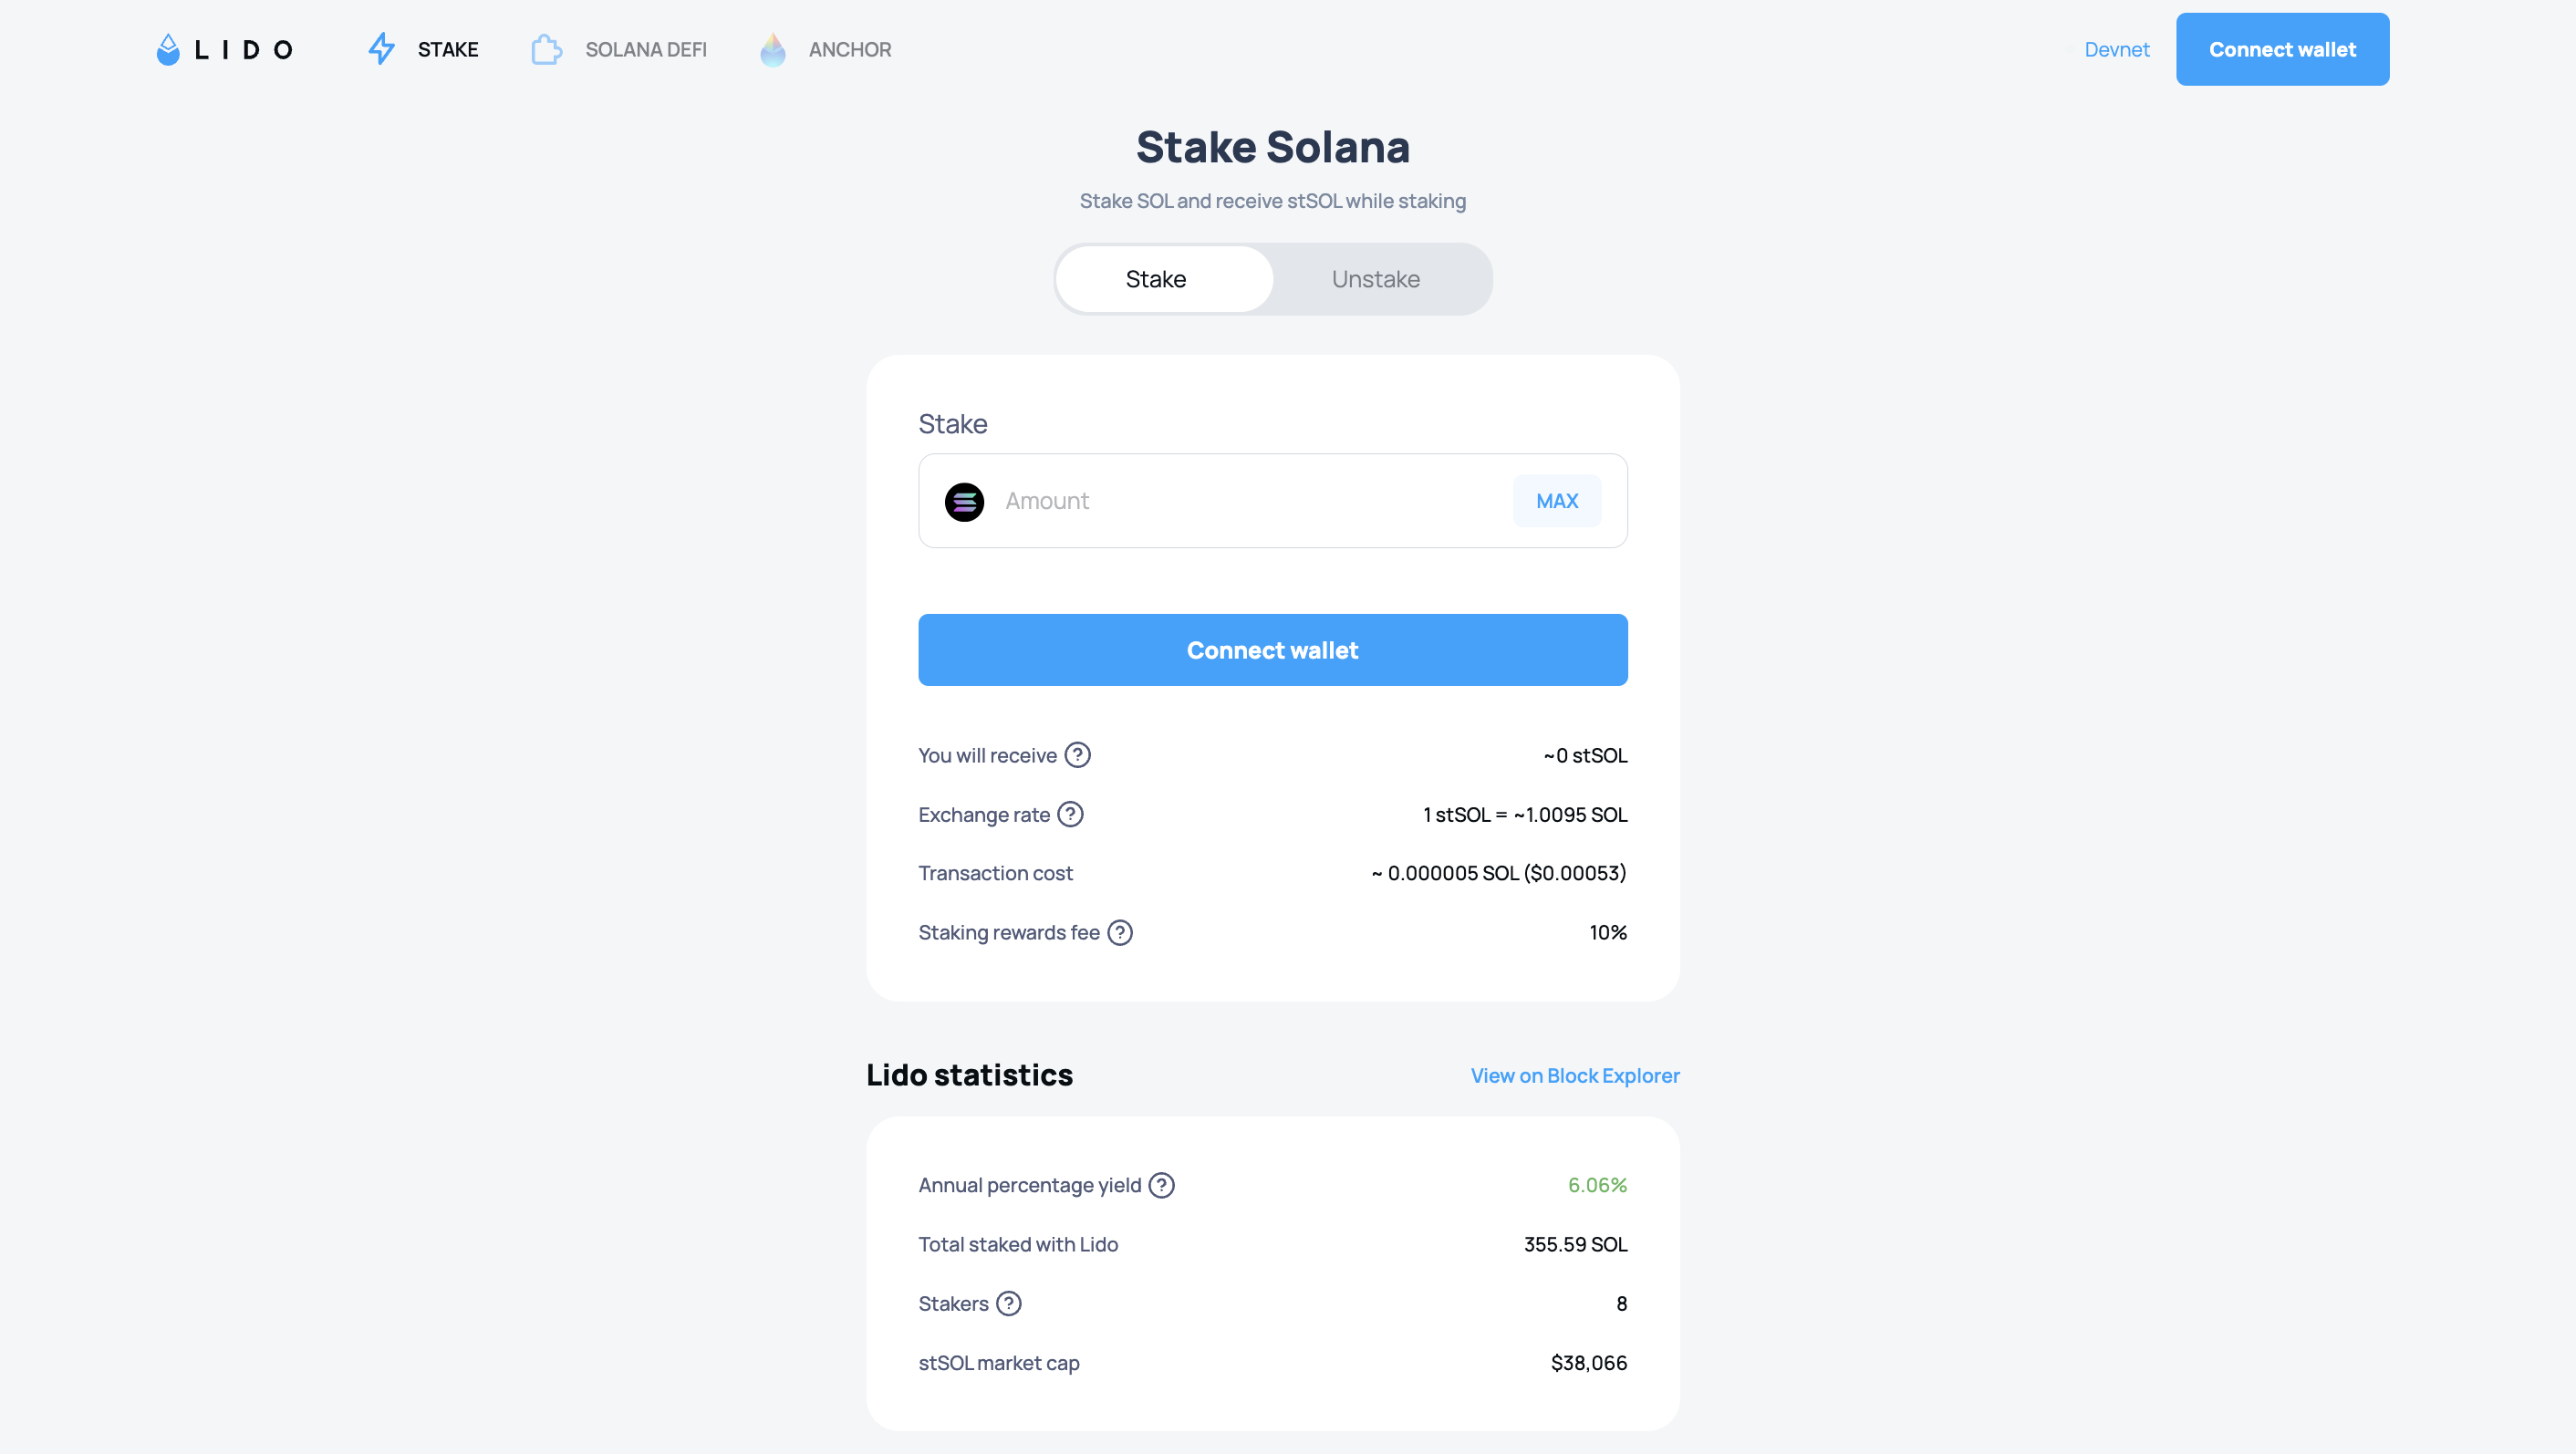 LIDO STAKE SOLANA DEFI ANCHOR Devnet Connect wallet
Stake Solana
Stake SOL and receive stSOL while staking
Stake Unstake
Stake
Amount MAX
Connect wallet
You will receive ? ~0 stSOL
Exchange rate ? 1 stSOL = ~1.0095 SOL
Transaction cost ~ 0.000005 SOL ($0.00053)
Staking rewards fee ? 10%
Lido statistics View on Block Explorer
Annual percentage yield ? 6.06%
Total staked with Lido 355.59 SOL
Stakers ? 8
stSOL market cap $38,066